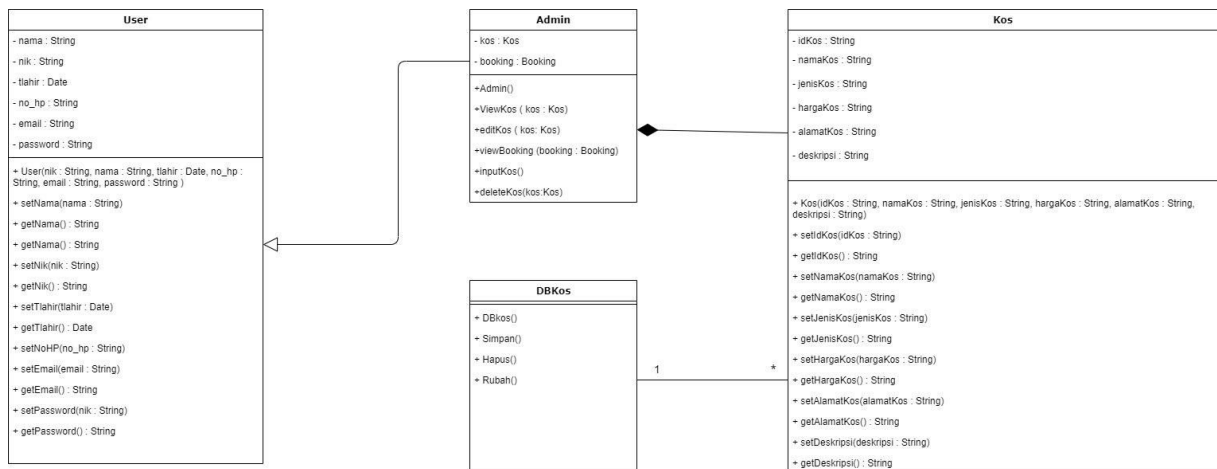 User
- nama : String
- nik : String
- tlahir : Date
- no_hp : String
- email : String
- password : String
+ User(nik : String, nama : String, tlahir : Date, no_hp :
String, email : String, password : String )
+ setNama(nama : String)
+ getNama() : String
+ getNama() : String
+ setNik(nik : String)
+ getNik() : String
+ setTlahir(tlahir : Date)
+ getTlahir() : Date
+ setNoHP(no_hp : String)
+ setEmail(email : String)
+ getEmail() : String
+ setPassword(nik : String)
+ getPassword() : String
Admin
- kos : Kos
- booking : Booking
+Admin()
+ViewKos ( kos : Kos)
+editKos ( kos: Kos)
+viewBooking (booking : Booking)
+inputKos()
+deleteKos(kos:Kos)
DBKos
+ DBkos()
+ Simpan()
+ Hapus()
+ Rubah()
1
*
Kos
- idKos : String
- namaKos : String
- jenisKos : String
- hargaKos : String
- alamatKos : String
- deskripsi : String
+ Kos(idKos : String, namaKos : String, jenisKos : String, hargaKos : String, alamatKos : String,
deskripsi : String)
+ setIdKos(idKos : String)
+ getIdKos() : String
+ setNamaKos(namaKos : String)
+ getNamaKos() : String
+ setJenisKos(jenisKos : String)
+ getJenisKos() : String
+ setHargaKos(hargaKos : String)
+ getHargaKos() : String
+ setAlamatKos(alamatKos : String)
+ getAlamatKos() : String
+ setDeskripsi(deskripsi : String)
+ getDeskripsi() : String